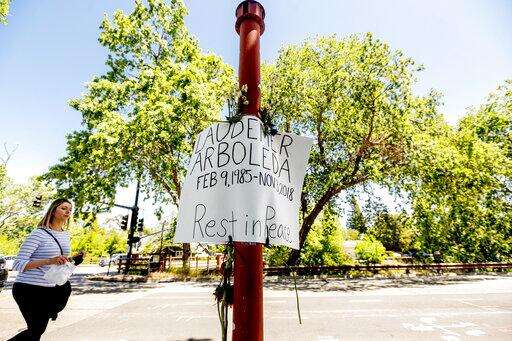 LAUDEMER
ARBOLEDA
FEB 9, 1985-NOV 2018
Rest in Peace